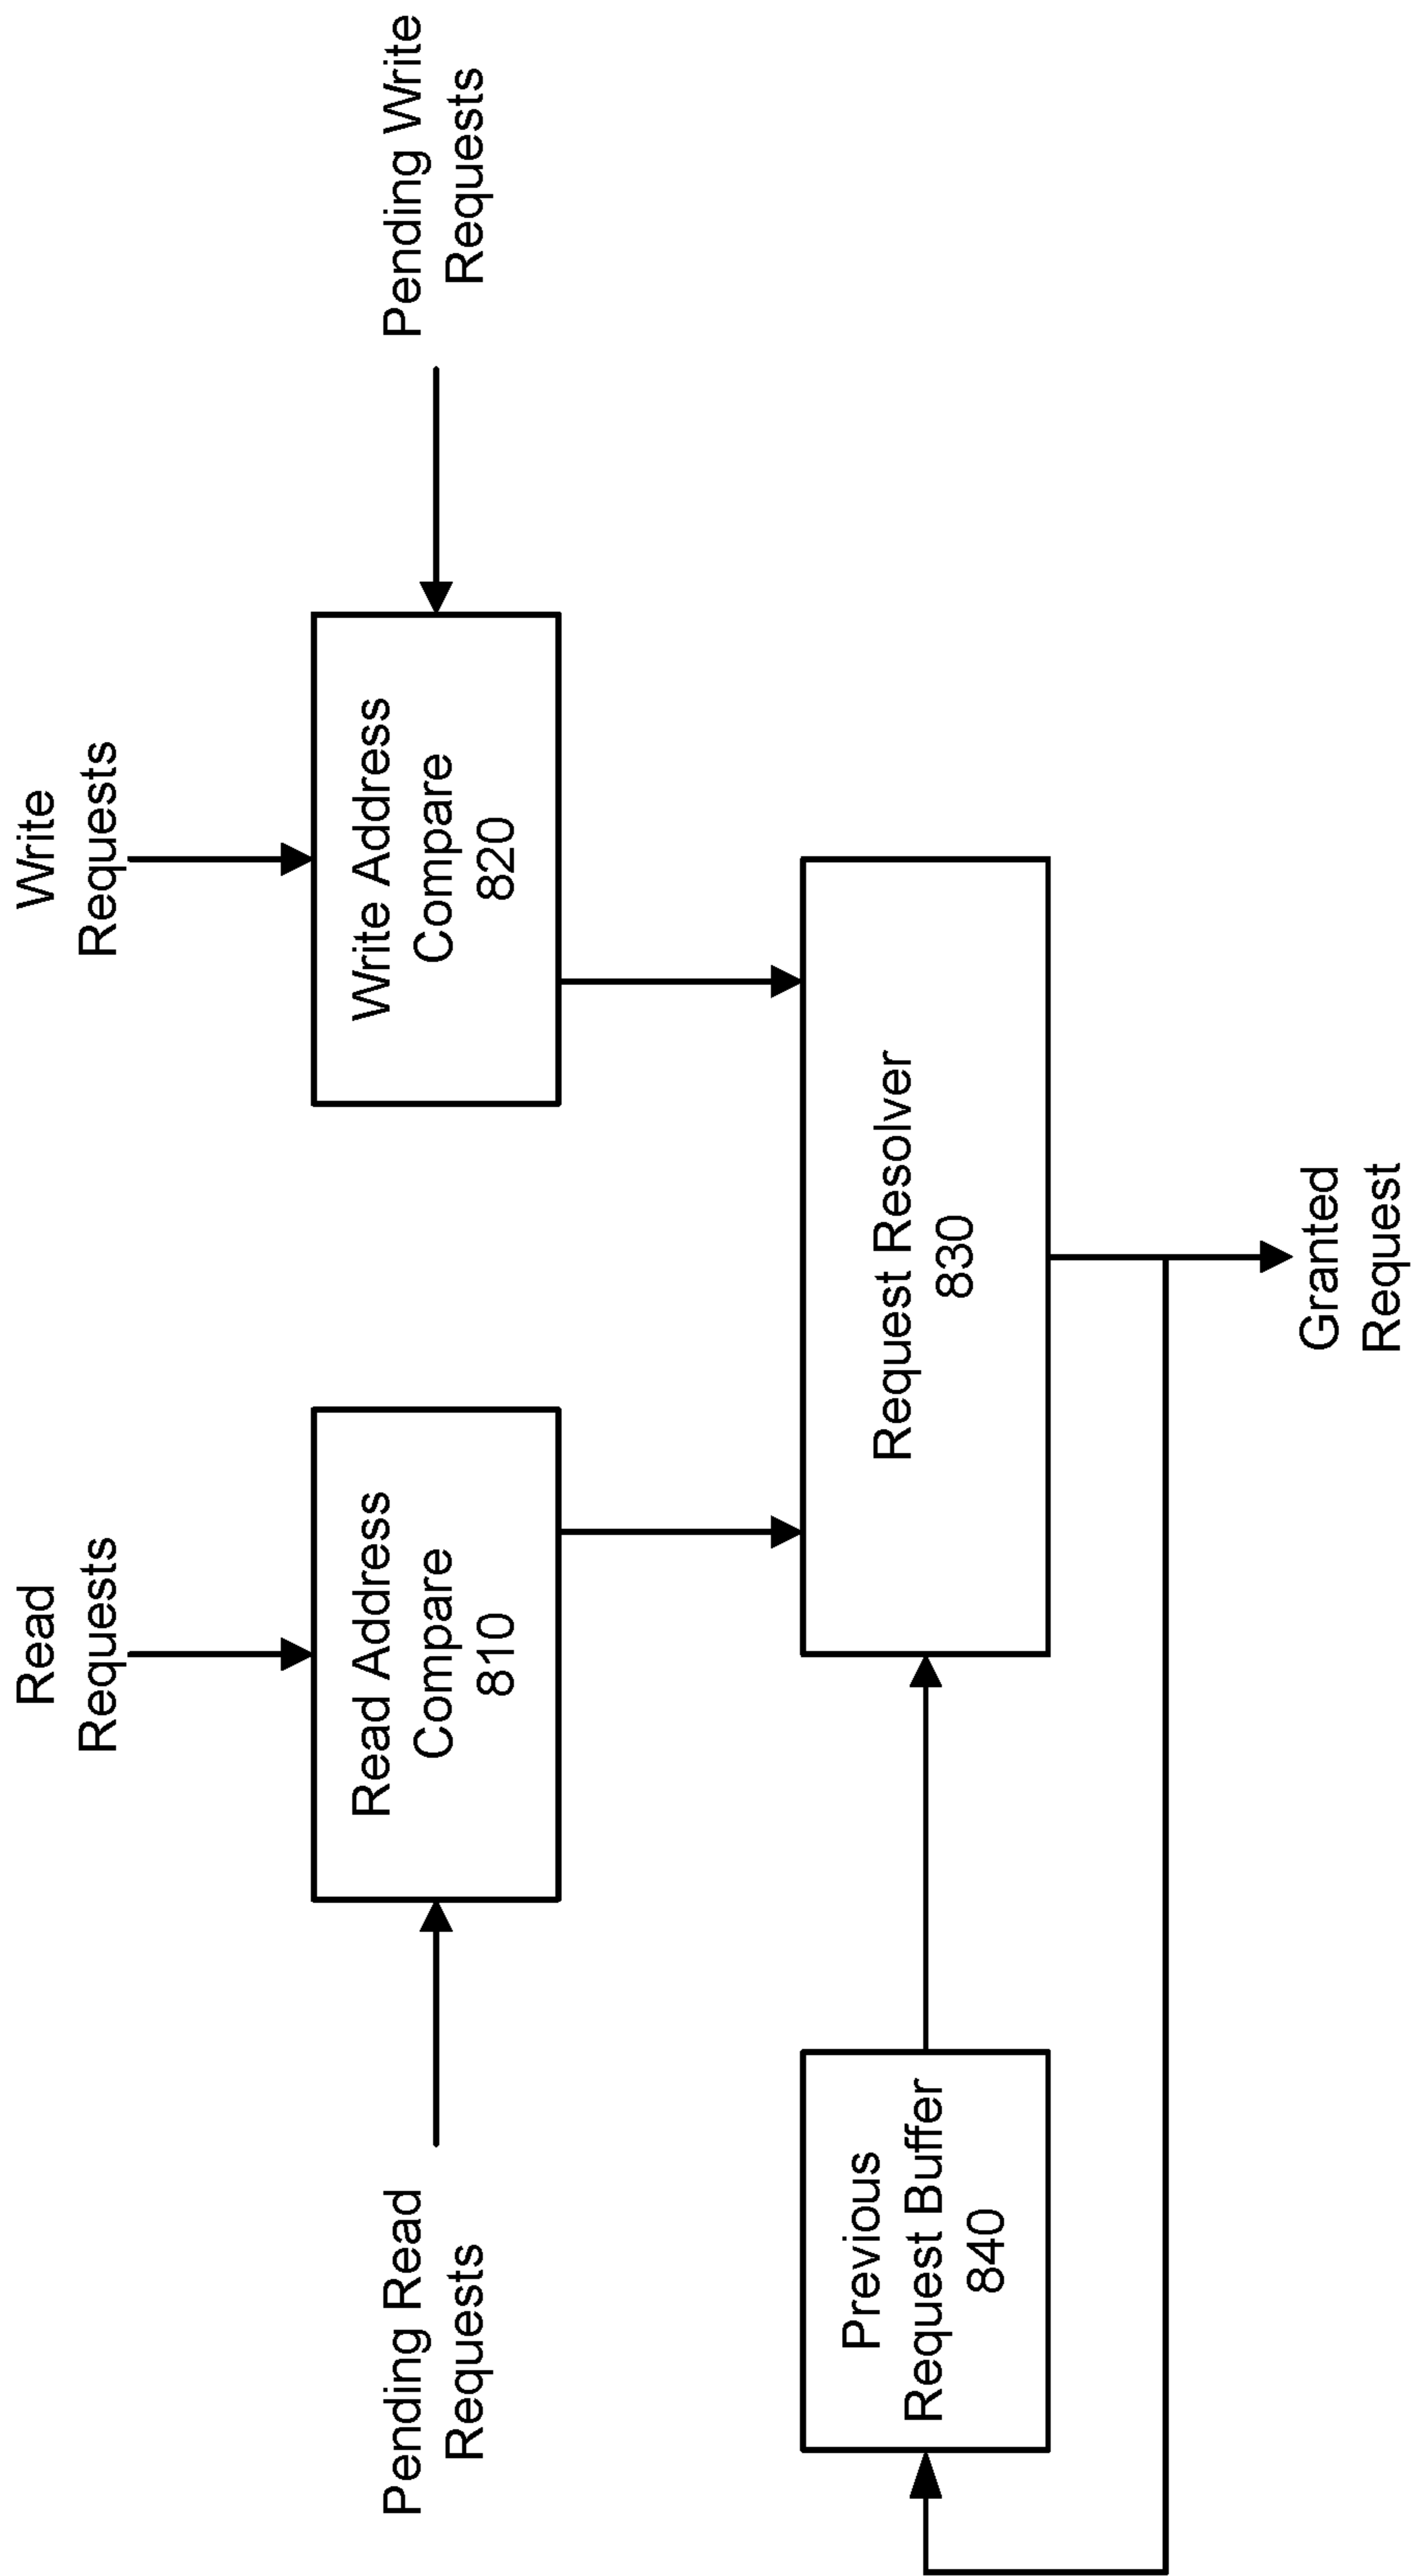 Read
Requests
Write
Requests
Pending Read
Requests
Read Address
Compare
810
Write Address
Compare
820
Pending Write
Requests
Previous
Request Buffer
840
Request Resolver
830
Granted
Request